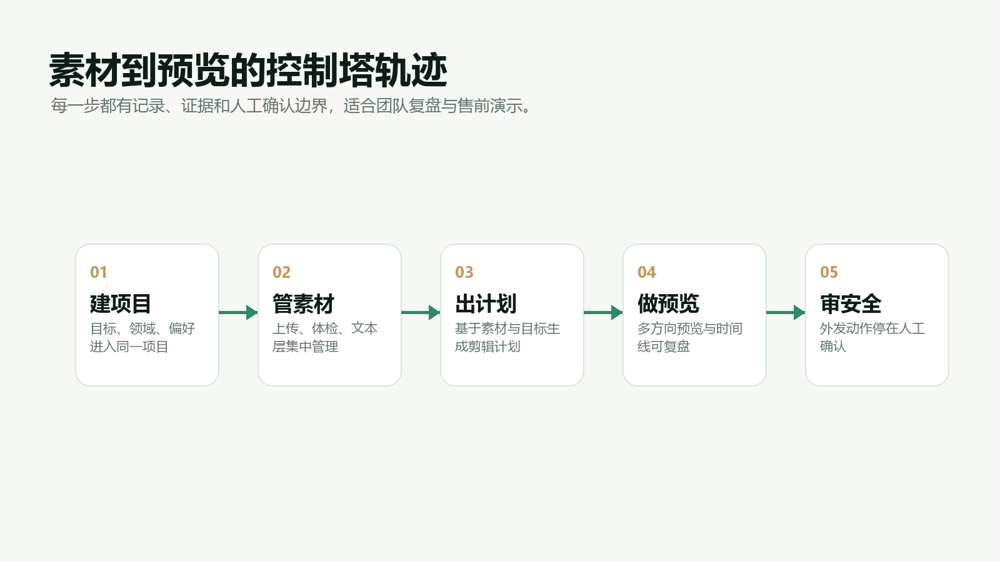 素材到预览的控制塔轨迹
每一步都有记录、证据和人工确认边界，适合团队复盘与售前演示。
01
建项目
目标、领域、偏好
进入同一项目
02
管素材
上传、体检、文本
层集中管理
03
出计划
基于素材与目标生
成剪辑计划
04
做预览
多方向预览与时间
线可复盘
05
审安全
外发动作停在人工
确认